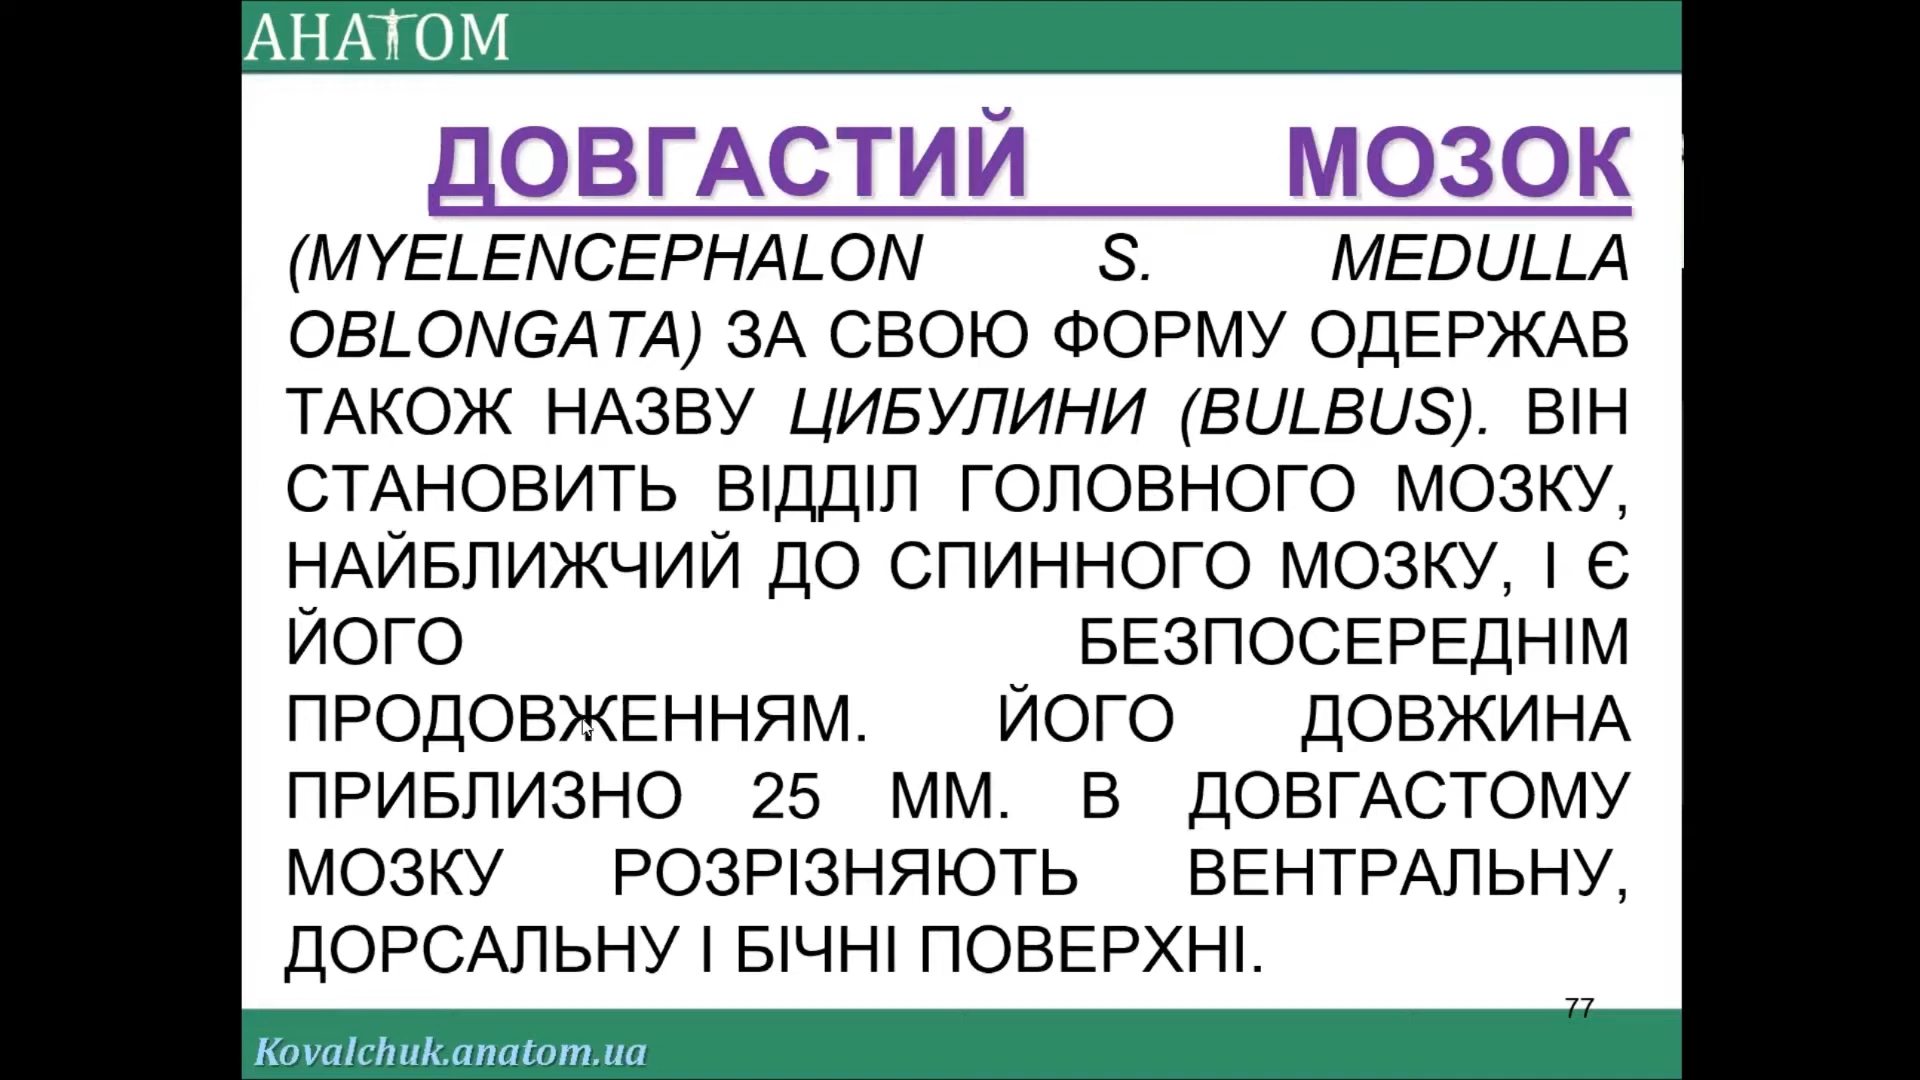 АНАТОМ
ДОВГАСТИЙ МОЗОК
(MYELENCEPHALON S. MEDULLA
OBLONGATA) ЗА СВОЮ ФОРМУ ОДЕРЖАВ
ТАКОЖ НАЗВУ ЦИБУЛИНИ (BULBUS). ВІН
СТАНОВИТЬ ВІДДІЛ ГОЛОВНОГО МОЗКУ,
НАЙБЛИЖЧИЙ ДО СПИННОГО МОЗКУ, І Є
ЙОГО БЕЗПОСЕРЕДНІМ
ПРОДОВЖЕННЯМ. ЙОГО ДОВЖИНА
ПРИБЛИЗНО 25 ММ. В ДОВГАСТОМУ
МОЗКУ РОЗРІЗНЯЮТЬ ВЕНТРАЛЬНУ,
ДОРСАЛЬНУ І БІЧНІ ПОВЕРХНІ.
77
Kovalchuk.anatom.ua